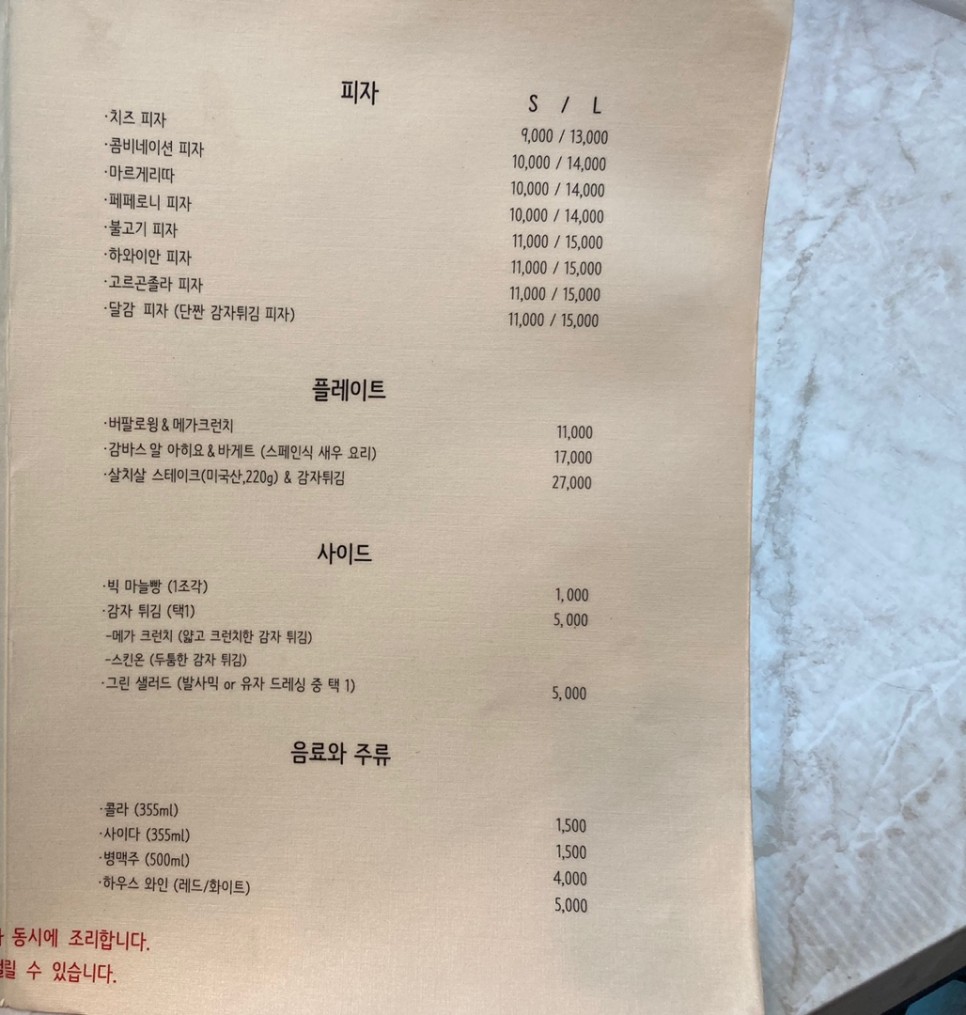 피자
S / L
·치즈 피자 9,000 / 13,000
·콤비네이션 피자 10,000 / 14,000
·마르게리따 10,000 / 14,000
·페페로니 피자 10,000 / 14,000
·불고기 피자 11,000 / 15,000
·하와이안 피자 11,000 / 15,000
·고르곤졸라 피자 11,000 / 15,000
·달감 피자 (단짠 감자튀김 피자) 11,000 / 15,000
플레이트
·버팔로윙 & 메가크런치 11,000
·감바스 알 아히요 & 바게트 (스페인식 새우 요리) 17,000
·살치살 스테이크(미국산,220g) & 감자튀김 27,000
사이드
·빅 마늘빵 (1조각) 1,000
·감자 튀김 (택1) 5,000
-메가 크런치 (얇고 크런치한 감자 튀김)
-스킨온 (두툼한 감자 튀김)
·그린 샐러드 (발사믹 or 유자 드레싱 중 택 1) 5,000
음료와 주류
·콜라 (355ml) 1,500
·사이다 (355ml) 1,500
·병맥주 (500ml) 4,000
·하우스 와인 (레드/화이트) 5,000
동시에 조리합니다.
수 있습니다.